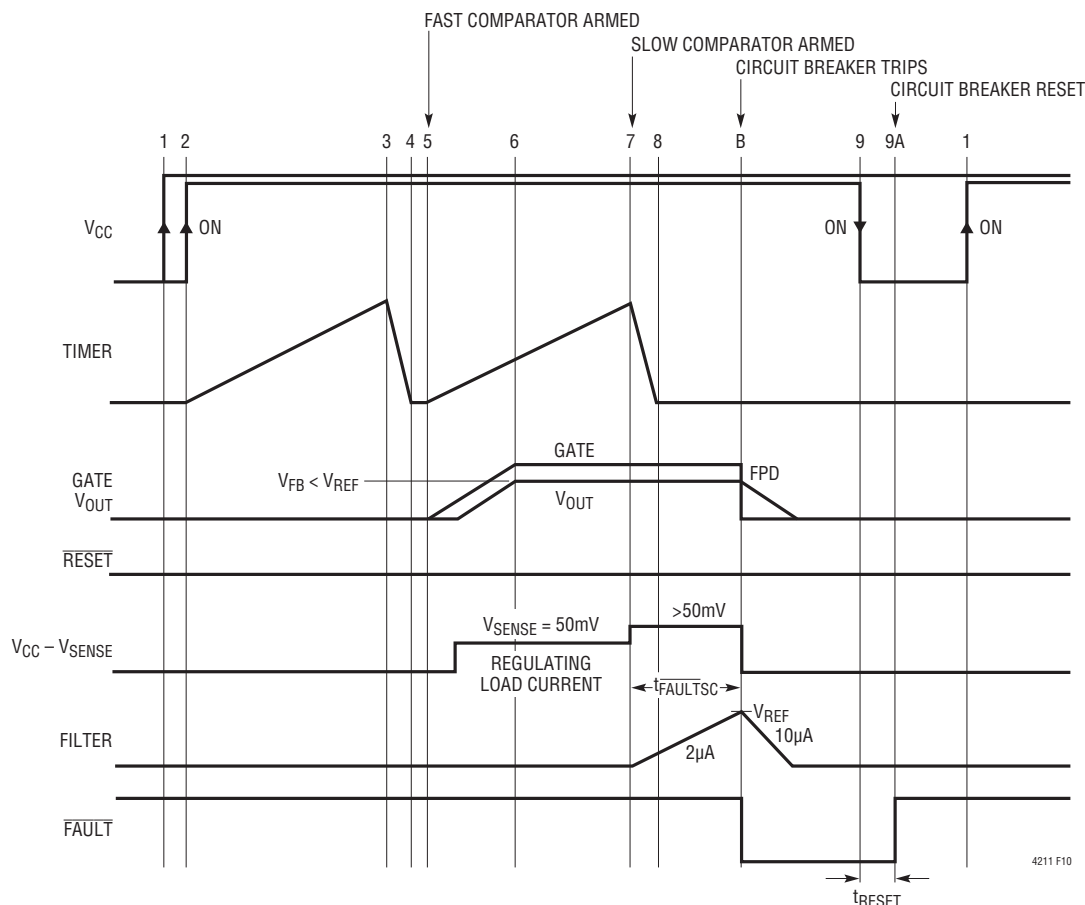 FAST COMPARATOR ARMED
SLOW COMPARATOR ARMED
CIRCUIT BREAKER TRIPS
CIRCUIT BREAKER RESET
1 2 3 4 5 6 7 8 B 9 9A 1
VCC
ON
ON
ON
TIMER
GATE
VOUT
VFB < VREF
GATE
VOUT
FPD
RESET
VCC – VSENSE
VSENSE = 50mV
>50mV
REGULATING
LOAD CURRENT
tFAULTSC
FILTER
VREF
2µA
10µA
FAULT
tRESET
4211 F10